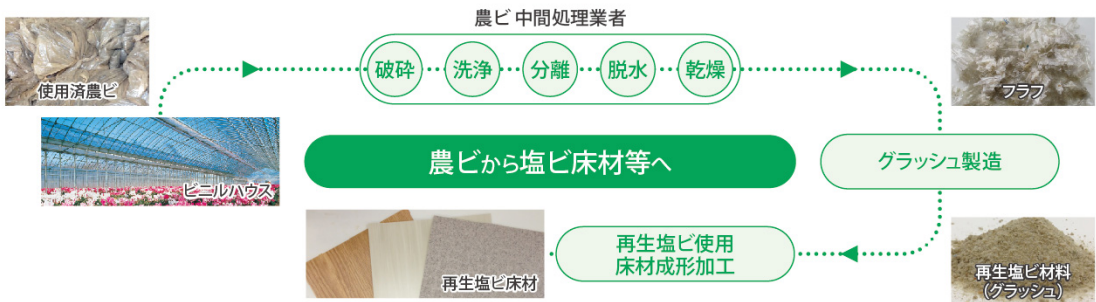 農ビ 中間処理業者
破砕
洗浄
分離
脱水
乾燥
使用済農ビ
フラフ
ビニルハウス
農ビから塩ビ床材等へ
グラッシュ製造
再生塩ビ床材
再生塩ビ使用
床材成形加工
再生塩ビ材料
(グラッシュ)